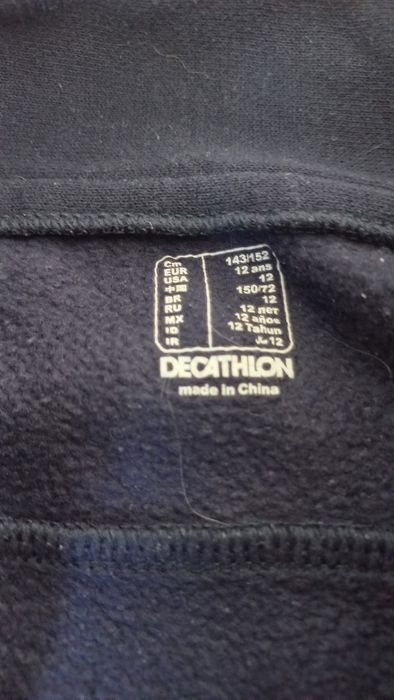 Cm 143/152
EUR 12 ans
USA 12
中国 150/72
BR 12
RU 12 лет
MX 12 años
ID 12 Tahun
IR 12 سال
DECATHLON
made in China